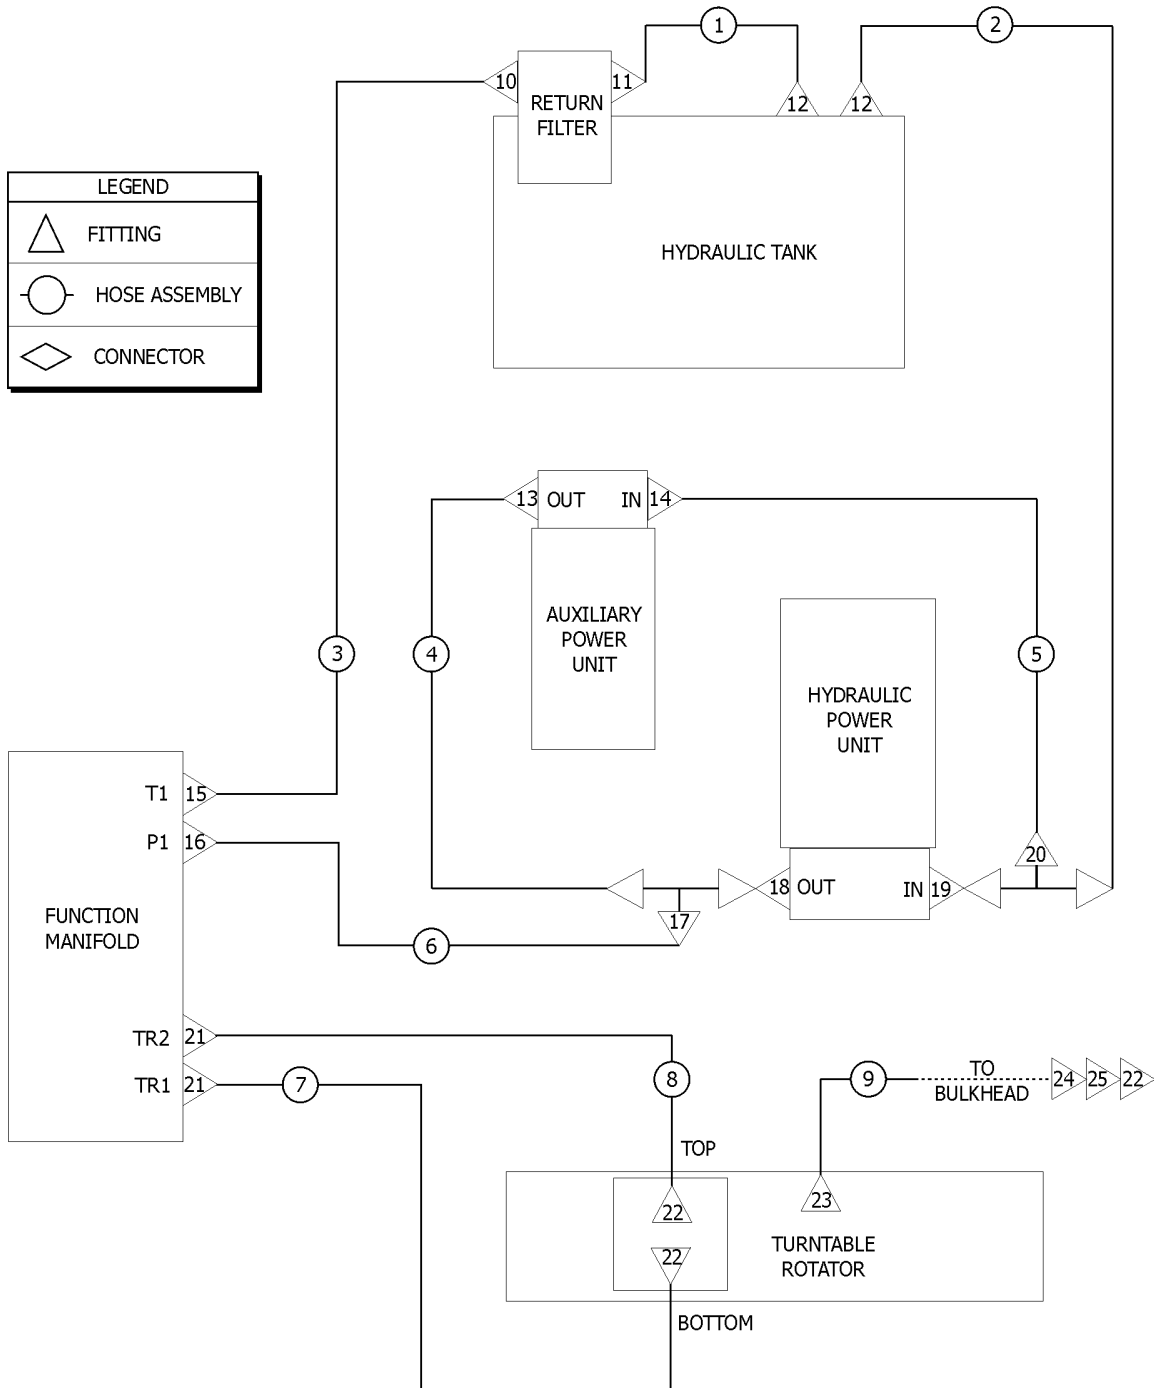 1
2
10
RETURN
FILTER
11
12
12
LEGEND
FITTING
HOSE ASSEMBLY
CONNECTOR
HYDRAULIC TANK
13
OUT
IN
14
AUXILIARY
POWER
UNIT
3
4
5
HYDRAULIC
POWER
UNIT
T1
15
P1
16
20
18
OUT
IN
19
FUNCTION
MANIFOLD
17
6
TR2
21
TR1
21
7
8
9
TO
BULKHEAD
24
25
22
TOP
22
23
22
TURNTABLE
ROTATOR
BOTTOM